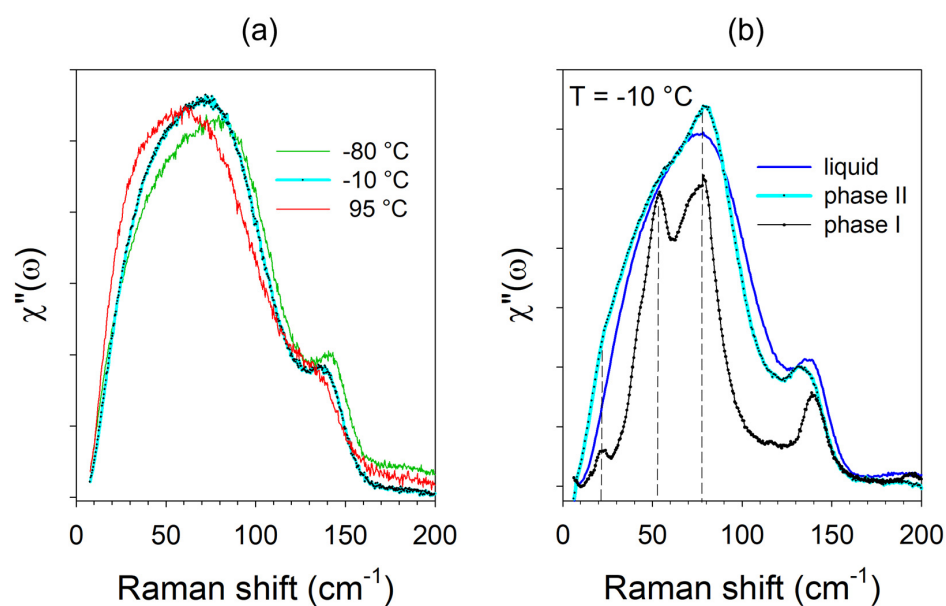 (a)
-80 °C
-10 °C
95 °C
χ"(ω)
0 50 100 150 200
Raman shift (cm⁻¹)
(b)
T = -10 °C
liquid
phase II
phase I
χ"(ω)
0 50 100 150 200
Raman shift (cm⁻¹)